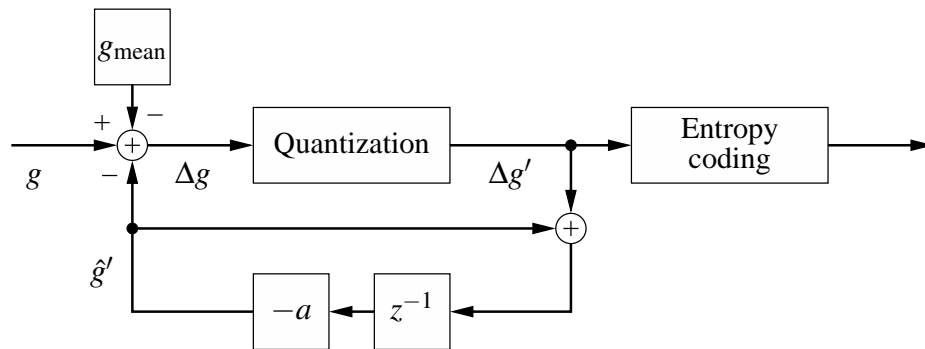 g_mean
+ −
+ Quantization Entropy coding
g − Δg Δg′
+
ĝ′
−a z⁻¹